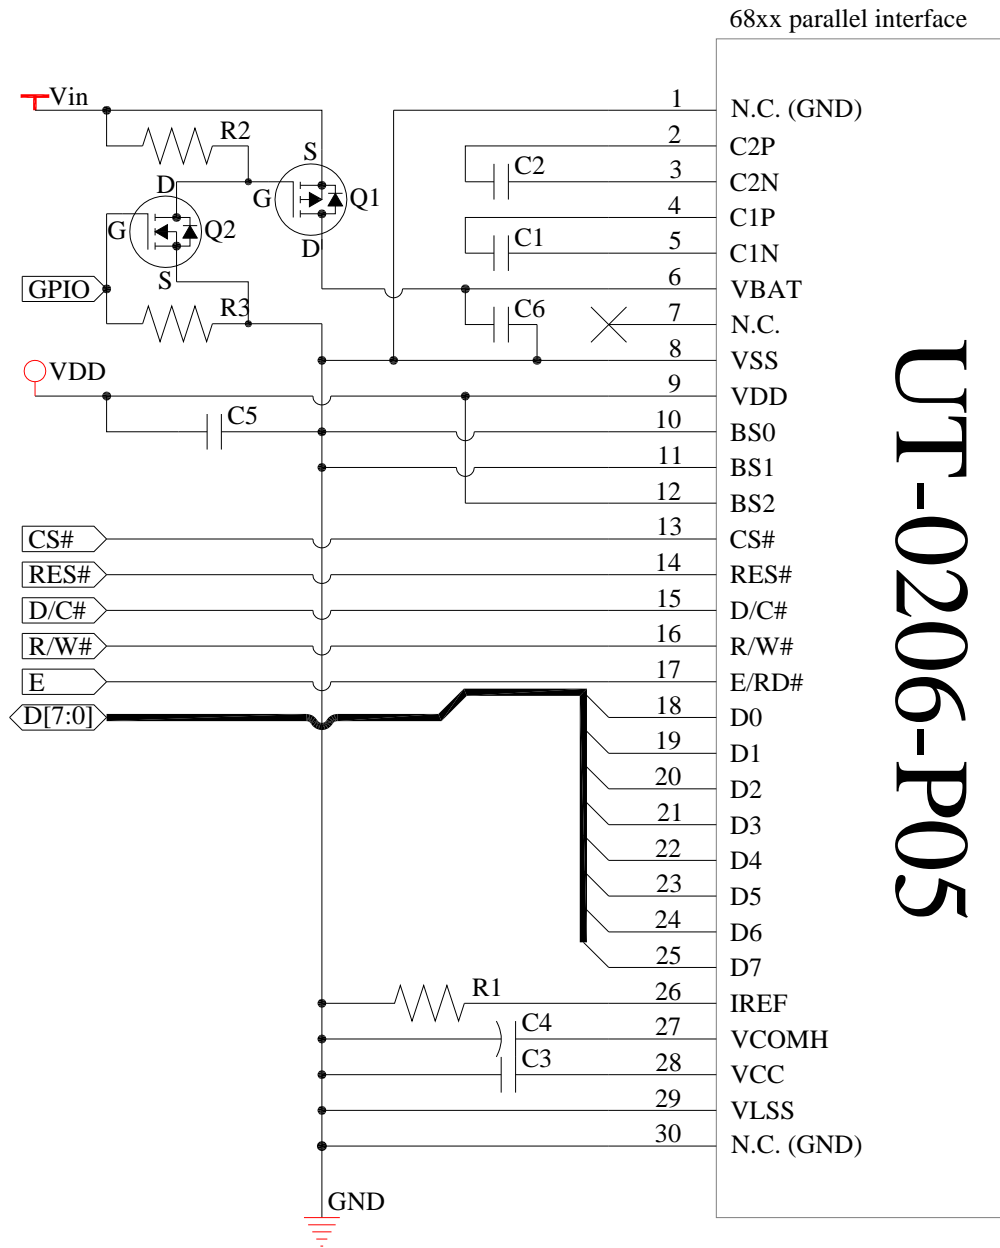 68xx parallel interface
Vin
R2
S
D
G
Q1
G
Q2
D
S
GPIO
R3
VDD
C5
C2
C1
C6
1 N.C. (GND)
2 C2P
3 C2N
4 C1P
5 C1N
6 VBAT
7 N.C.
8 VSS
9 VDD
10 BS0
11 BS1
12 BS2
CS# 13 CS#
RES# 14 RES#
D/C# 15 D/C#
R/W# 16 R/W#
E 17 E/RD#
D[7:0] 18 D0
19 D1
20 D2
21 D3
22 D4
23 D5
24 D6
25 D7
R1 26 IREF
C4 27 VCOMH
C3 28 VCC
29 VLSS
30 N.C. (GND)
GND
UT-0206-P05